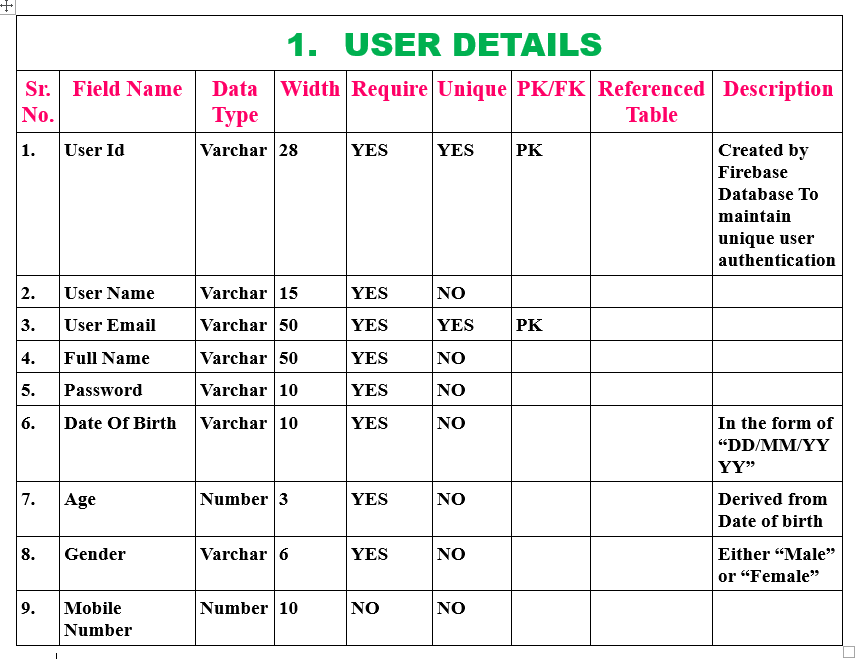 1. USER DETAILS
Sr. No. Field Name Data Type Width Require Unique PK/FK Referenced Table Description
1. User Id Varchar 28 YES YES PK Created by Firebase Database To maintain unique user authentication
2. User Name Varchar 15 YES NO
3. User Email Varchar 50 YES YES PK
4. Full Name Varchar 50 YES NO
5. Password Varchar 10 YES NO
6. Date Of Birth Varchar 10 YES NO In the form of “DD/MM/YYYY”
7. Age Number 3 YES NO Derived from Date of birth
8. Gender Varchar 6 YES NO Either “Male” or “Female”
9. Mobile Number Number 10 NO NO